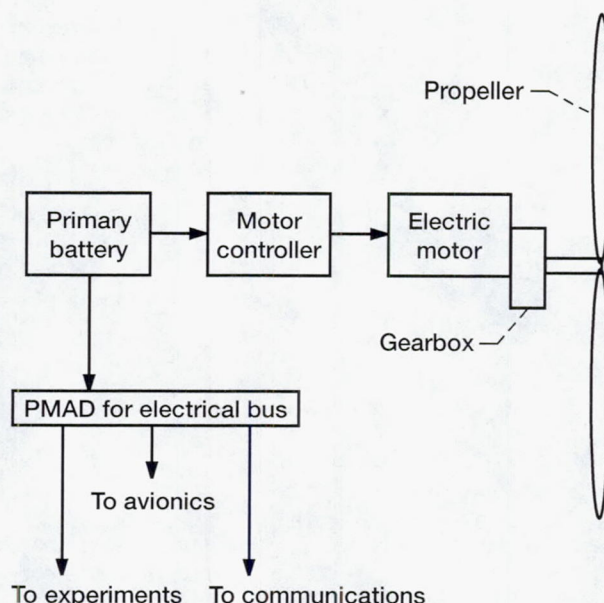 Propeller
Primary
battery
Motor
controller
Electric
motor
Gearbox
PMAD for electrical bus
To avionics
To experiments
To communications